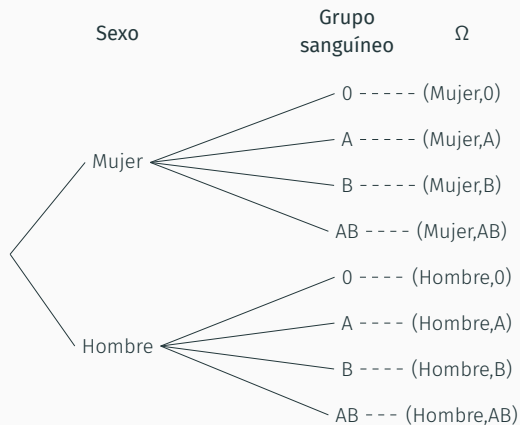 Sexo
Grupo
sanguíneo
Ω
0 (Mujer,0)
A (Mujer,A)
Mujer
B (Mujer,B)
AB (Mujer,AB)
0 (Hombre,0)
A (Hombre,A)
Hombre
B (Hombre,B)
AB (Hombre,AB)